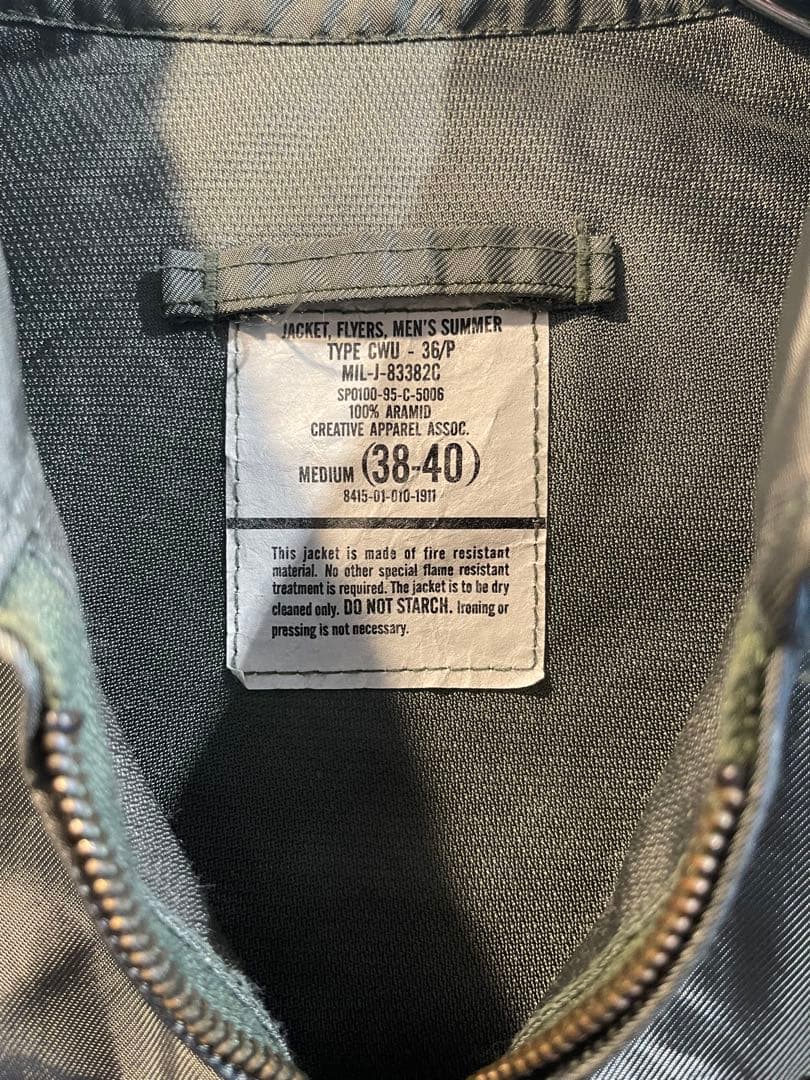 JACKET, FLYERS, MEN'S SUMMER
TYPE CWU - 36/P
MIL-J-83382C
SPO100-95-C-5006
100% ARAMID
CREATIVE APPAREL ASSOC.
MEDIUM (38-40)
8415-01-010-1911
This jacket is made of fire resistant
material. No other special flame resistant
treatment is required. The jacket is to be dry
cleaned only. DO NOT STARCH. Ironing or
pressing is not necessary.